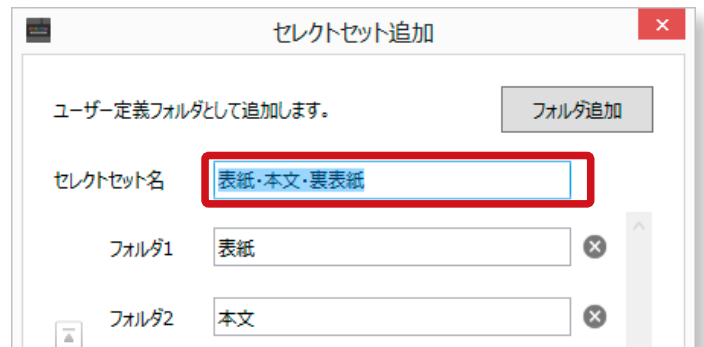 セレクトセット追加
ユーザー定義フォルダとして追加します。 フォルダ追加
セレクトセット名 表紙・本文・裏表紙
フォルダ1 表紙
フォルダ2 本文